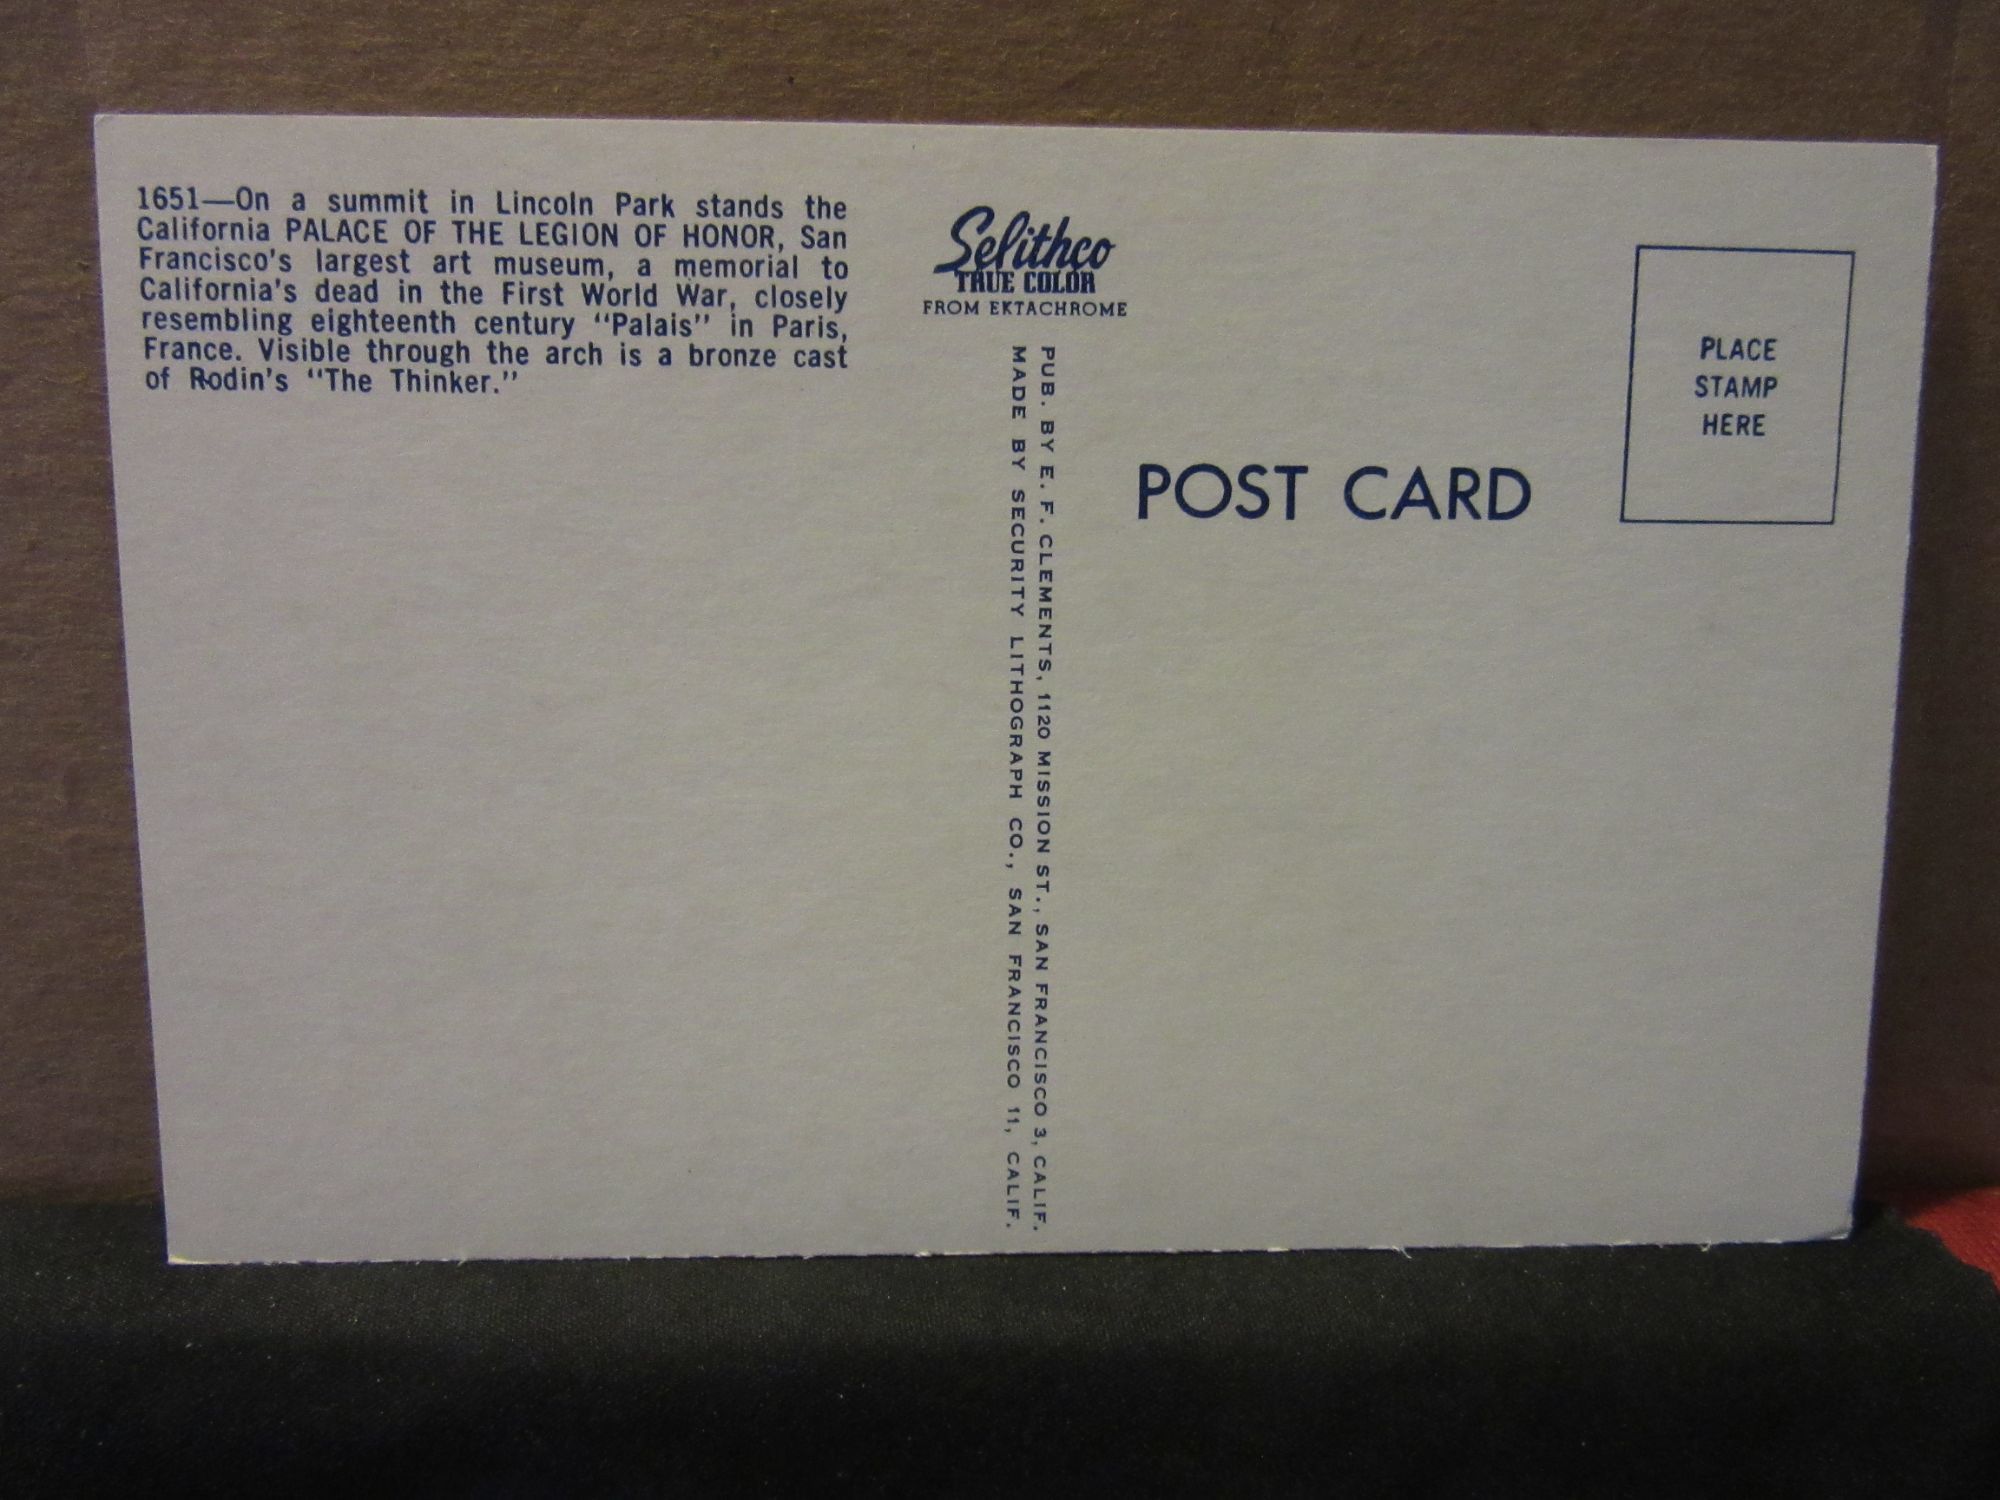 1651—On a summit in Lincoln Park stands the
California PALACE OF THE LEGION OF HONOR, San
Francisco's largest art museum, a memorial to
California's dead in the First World War, closely
resembling eighteenth century "Palais" in Paris,
France. Visible through the arch is a bronze cast
of Rodin's "The Thinker."
Selithco
TRUE COLOR
FROM EKTACHROME
PUB. BY E. F. CLEMENTS, 1120 MISSION ST., SAN FRANCISCO 3, CALIF.
MADE BY SECURITY LITHOGRAPH CO., SAN FRANCISCO 11, CALIF.
POST CARD
PLACE
STAMP
HERE